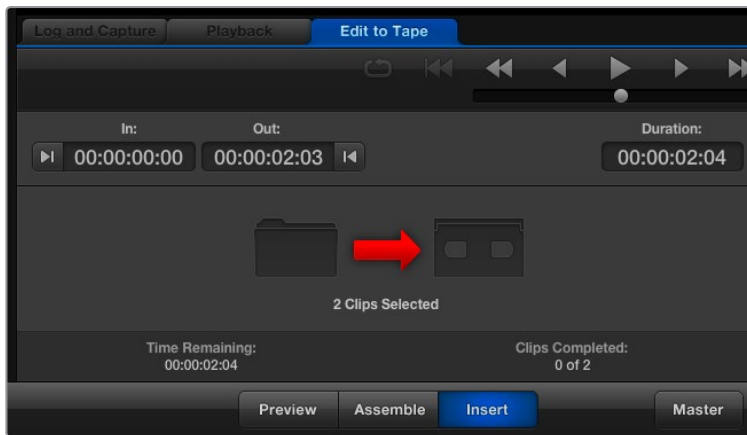 Log and Capture Playback Edit to Tape
In: Out: Duration:
00:00:00:00 00:00:02:03 00:00:02:04
2 Clips Selected
Time Remaining: Clips Completed:
00:00:02:04 0 of 2
Preview Assemble Insert Master